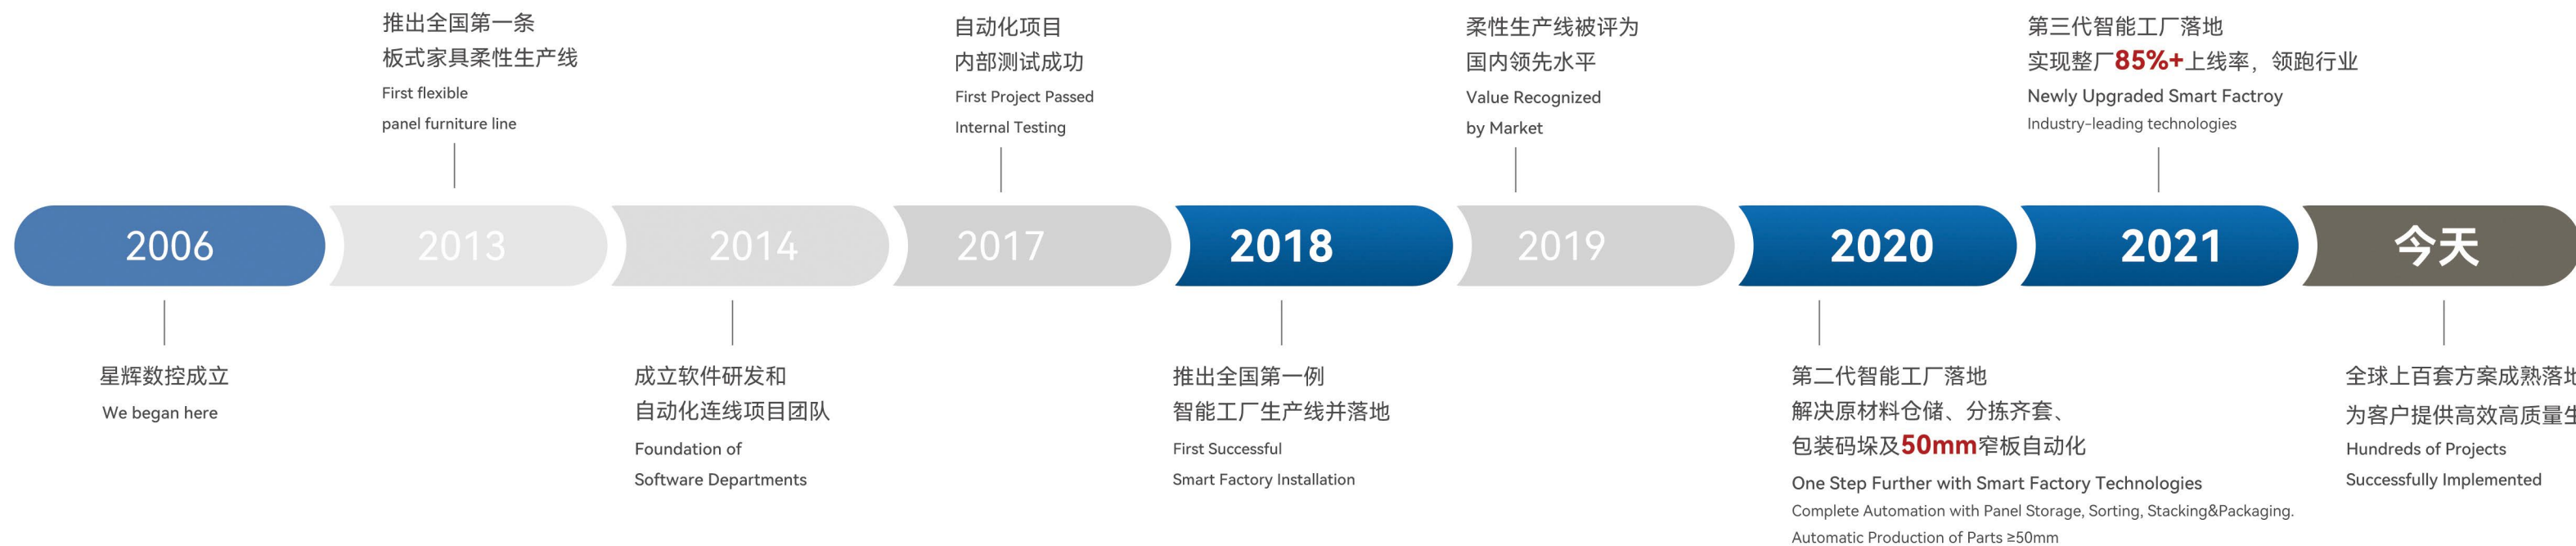 推出全国第一条
板式家具柔性生产线
First flexible
panel furniture line
自动化项目
内部测试成功
First Project Passed
Internal Testing
柔性生产线被评为
国内领先水平
Value Recognized
by Market
第三代智能工厂落地
实现整厂85%+上线率，领跑行业
Newly Upgraded Smart Factroy
Industry-leading technologies
2006
2013
2014
2017
2018
2019
2020
2021
今天
星辉数控成立
We began here
成立软件研发和
自动化连线项目团队
Foundation of
Software Departments
推出全国第一例
智能工厂生产线并落地
First Successful
Smart Factory Installation
第二代智能工厂落地
解决原材料仓储、分拣齐套、
包装码垛及50mm窄板自动化
One Step Further with Smart Factory Technologies
Complete Automation with Panel Storage, Sorting, Stacking&Packaging.
Automatic Production of Parts ≥50mm
全球上百套方案成熟落地
为客户提供高效高质量生
Hundreds of Projects
Successfully Implemented